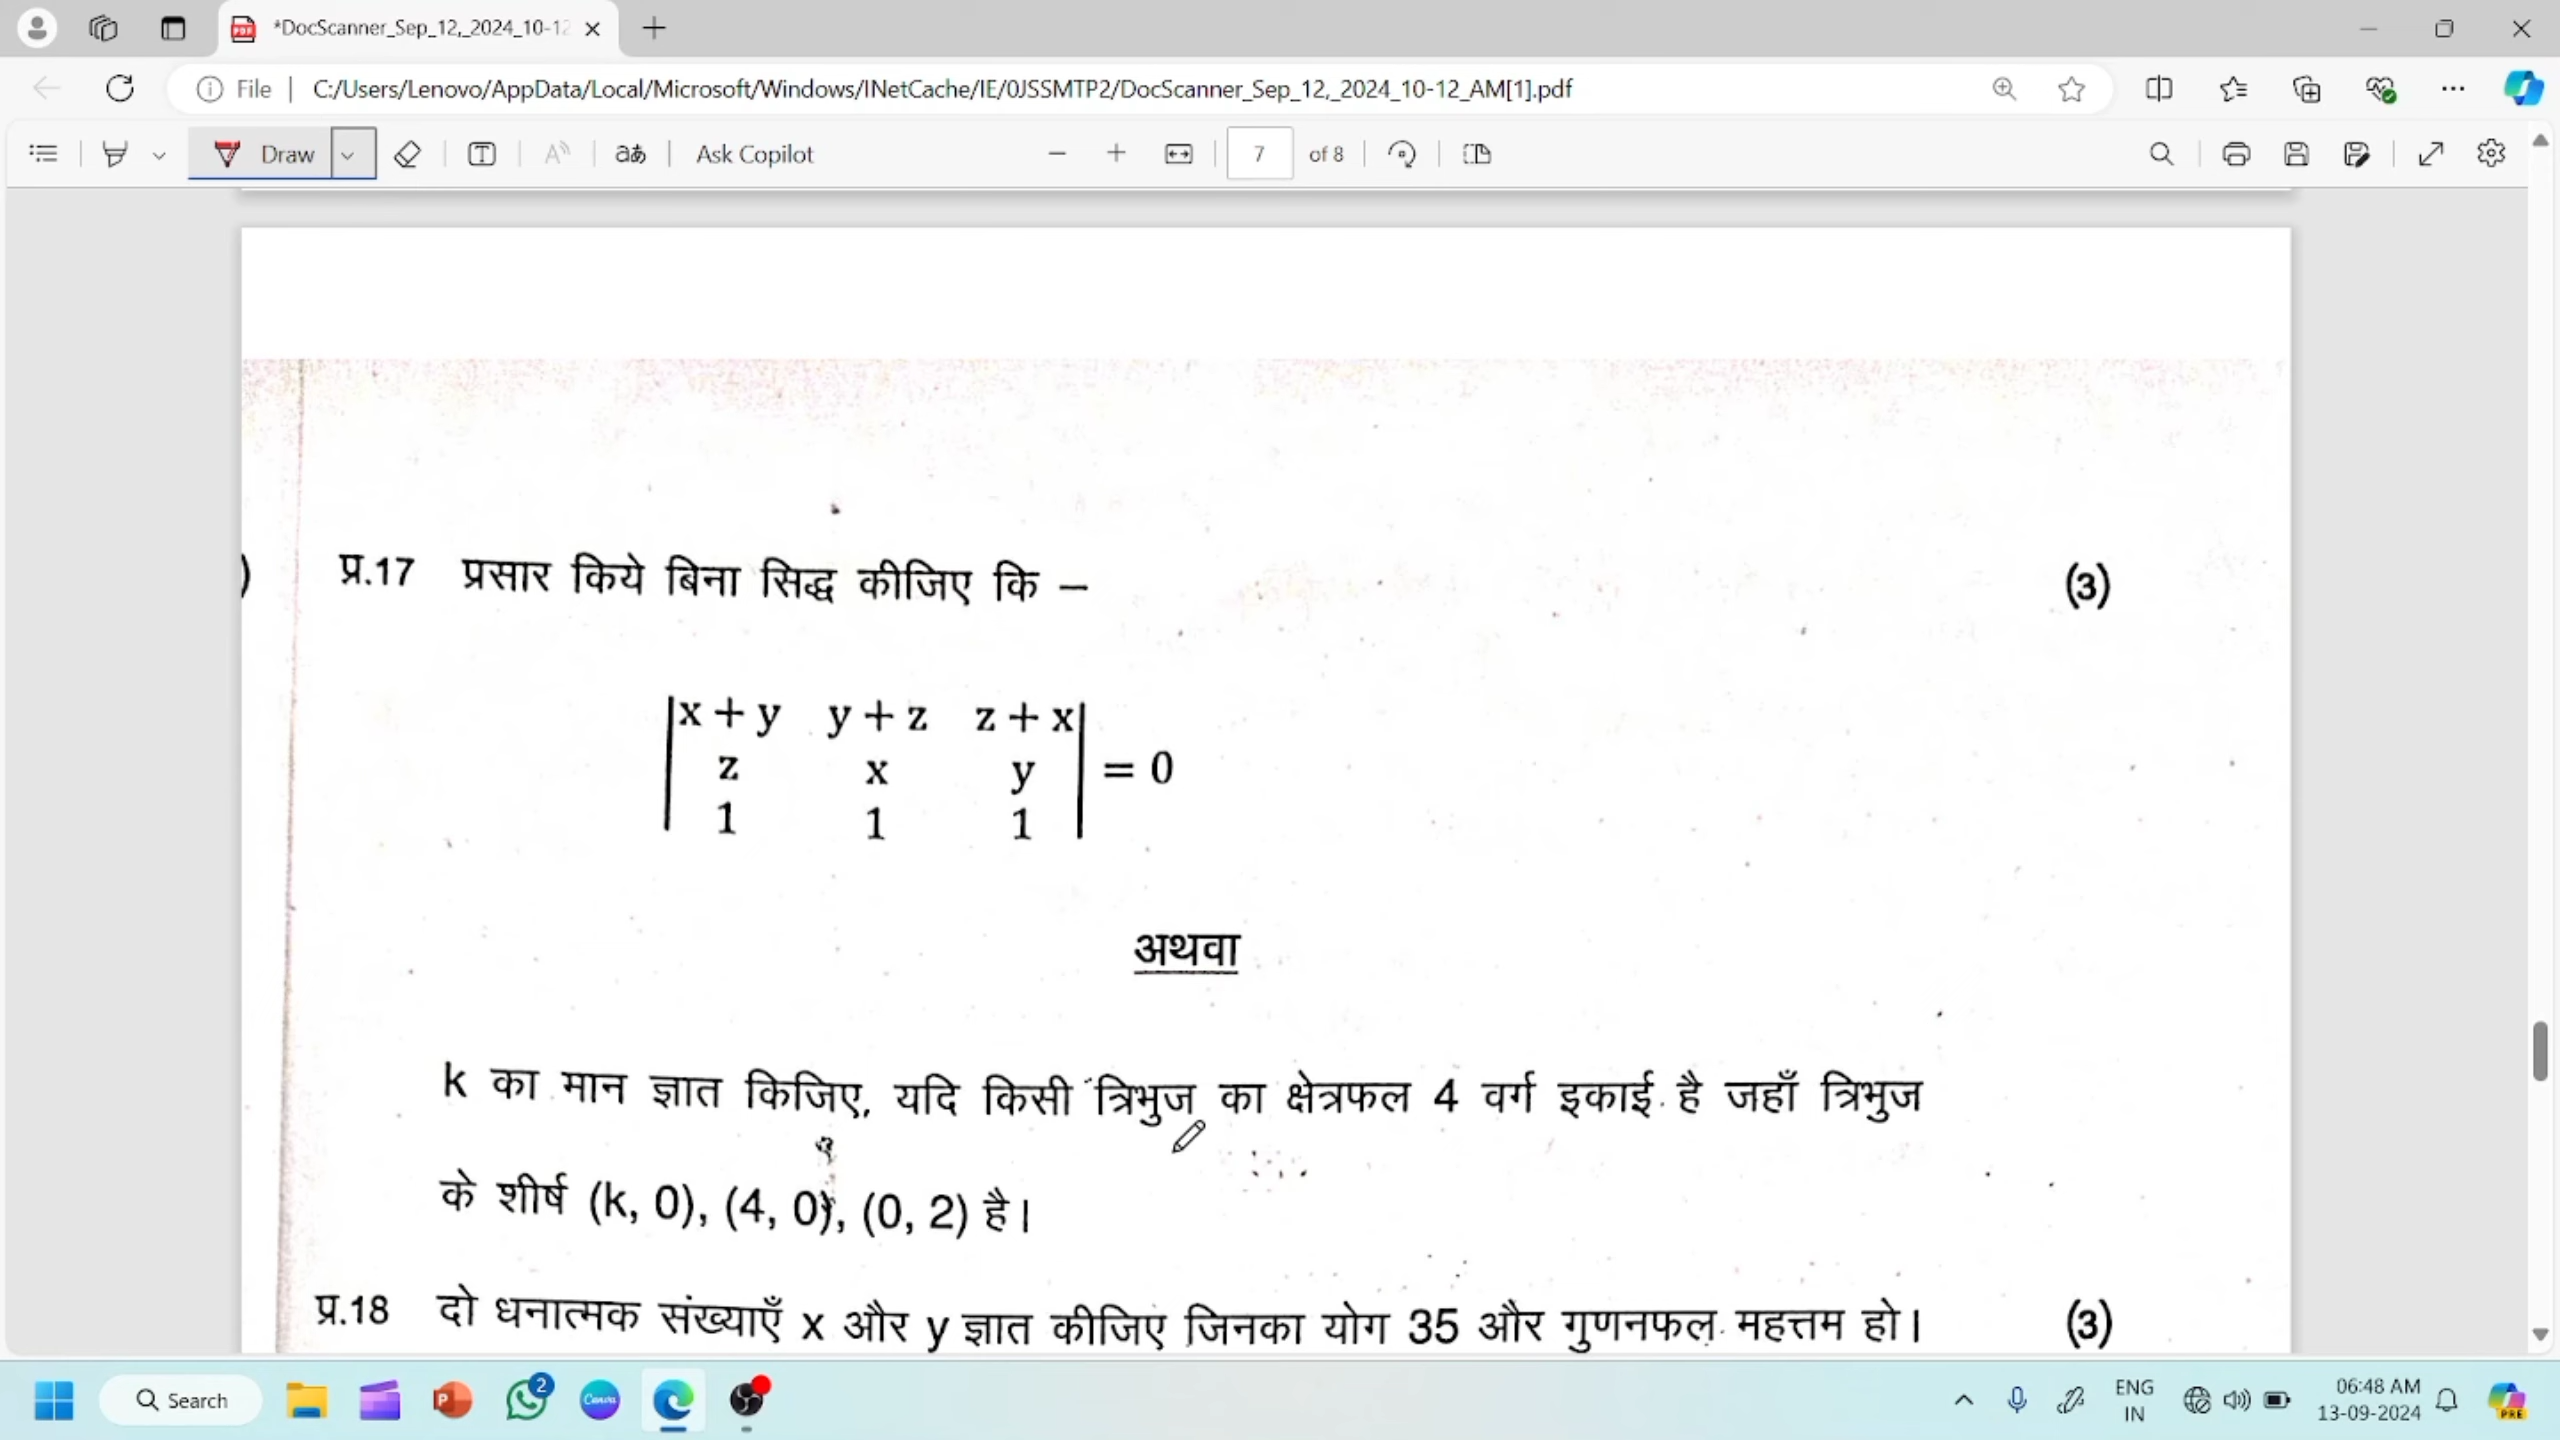 *DocScanner_Sep_12,_2024_10-12
File | C:/Users/Lenovo/AppData/Local/Microsoft/Windows/INetCache/IE/0JSSMTP2/DocScanner_Sep_12,_2024_10-12_AM[1].pdf
Draw Ask Copilot 7 of 8
प्र.17 प्रसार किये बिना सिद्ध कीजिए कि – (3)
x + y y + z z + x
z x y = 0
1 1 1
अथवा
k का मान ज्ञात किजिए, यदि किसी त्रिभुज का क्षेत्रफल 4 वर्ग इकाई है जहाँ त्रिभुज
के शीर्ष (k, 0), (4, 0), (0, 2) है।
प्र.18 दो धनात्मक संख्याएँ x और y ज्ञात कीजिए जिनका योग 35 और गुणनफल महत्तम हो। (3)
Search 2 ENG 06:48 AM
IN 13-09-2024